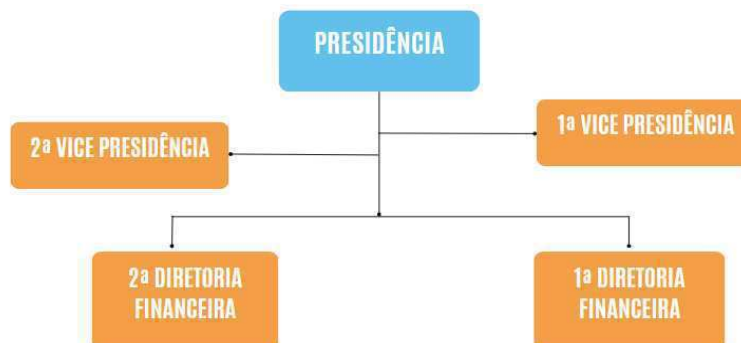 PRESIDÊNCIA
1ª VICE PRESIDÊNCIA
2ª VICE PRESIDÊNCIA
2ª DIRETORIA
FINANCEIRA
1ª DIRETORIA
FINANCEIRA